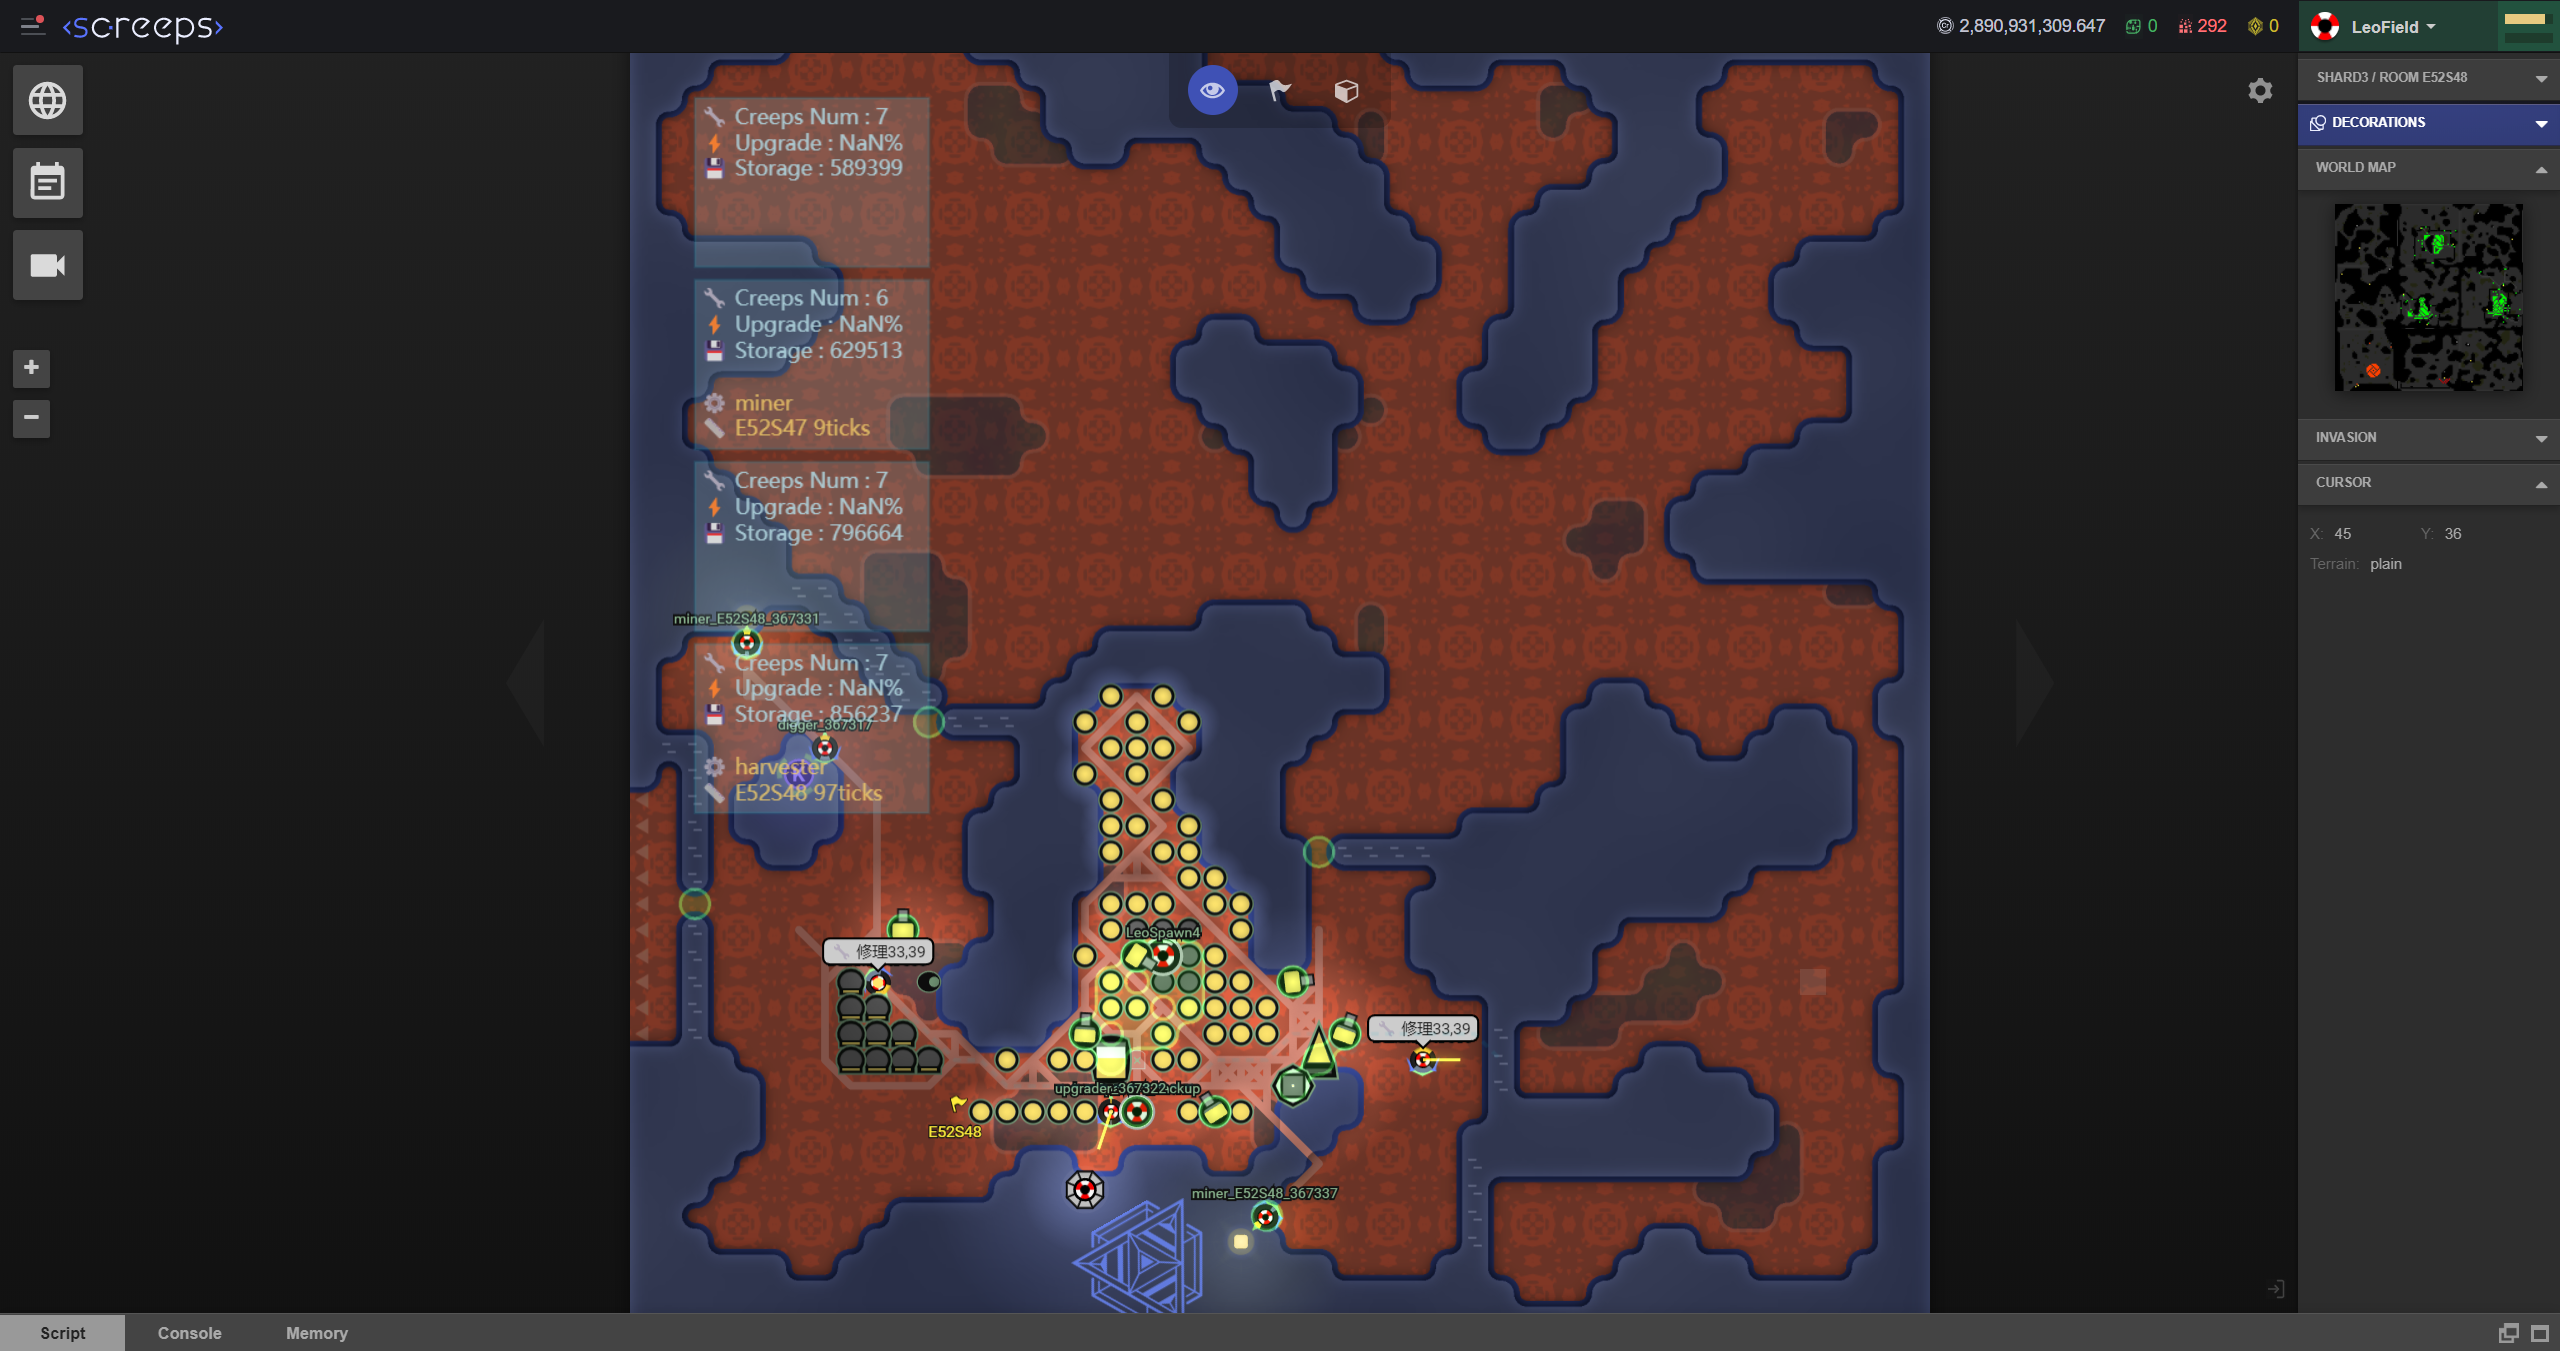 screeps
2,890,931,309.647
0
292
0
LeoField
SHARD3 / ROOM E52S48
DECORATIONS
WORLD MAP
INVASION
CURSOR
X: 45 Y: 36
Terrain: plain
Creeps Num : 7
Upgrade : NaN%
Storage : 589399
Creeps Num : 6
Upgrade : NaN%
Storage : 629513
miner
E52S47 9ticks
Creeps Num : 7
Upgrade : NaN%
Storage : 796664
miner_E52S48_367331
Creeps Num : 7
Upgrade : NaN%
Storage : 856237
digger_367317
harvester
E52S48 97ticks
K
LeoSpawn4
修理33,39
修理33,39
upgrader_367322
ckup
E52S48
miner_E52S48_367337
Script
Console
Memory